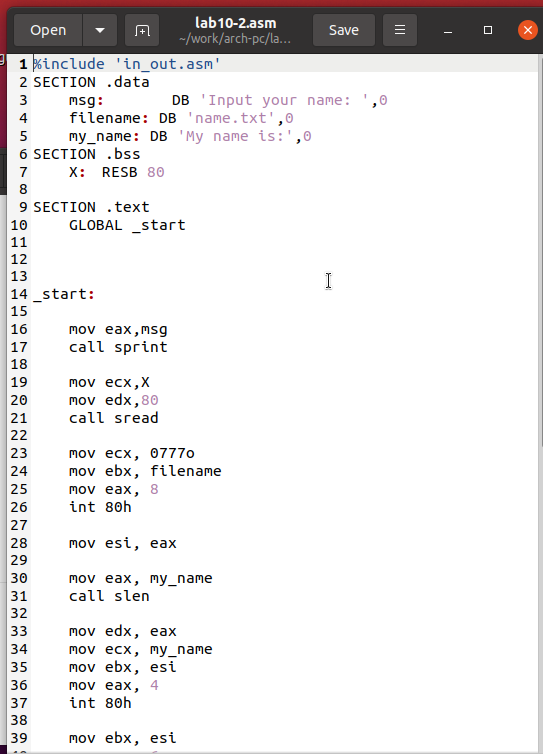 lab10-2.asm
Open
~/work/arch-pc/la...
Save
1 %include 'in_out.asm'
2 SECTION .data
3     msg:       DB 'Input your name: ',0
4     filename: DB 'name.txt',0
5     my_name: DB 'My name is:',0
6 SECTION .bss
7     X:  RESB 80
8
9 SECTION .text
10     GLOBAL _start
11
12
13
14 _start:
15
16     mov eax,msg
17     call sprint
18
19     mov ecx,X
20     mov edx,80
21     call sread
22
23     mov ecx, 0777o
24     mov ebx, filename
25     mov eax, 8
26     int 80h
27
28     mov esi, eax
29
30     mov eax, my_name
31     call slen
32
33     mov edx, eax
34     mov ecx, my_name
35     mov ebx, esi
36     mov eax, 4
37     int 80h
38
39     mov ebx, esi